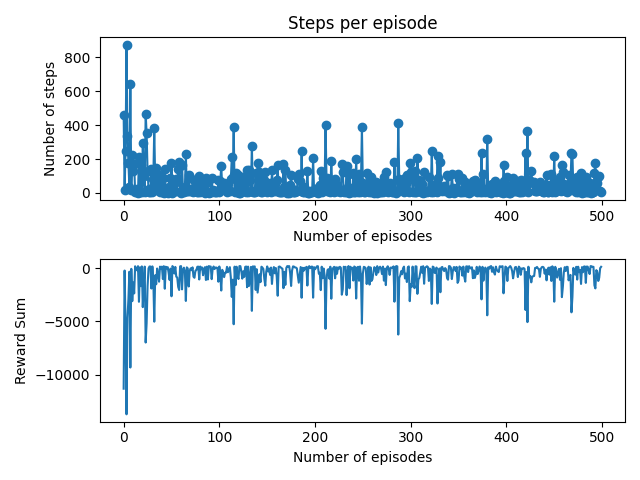 Steps per episode
Number of steps
800
600
400
200
0
0 100 200 300 400 500
Number of episodes
Reward Sum
0
−5000
−10000
0 100 200 300 400 500
Number of episodes